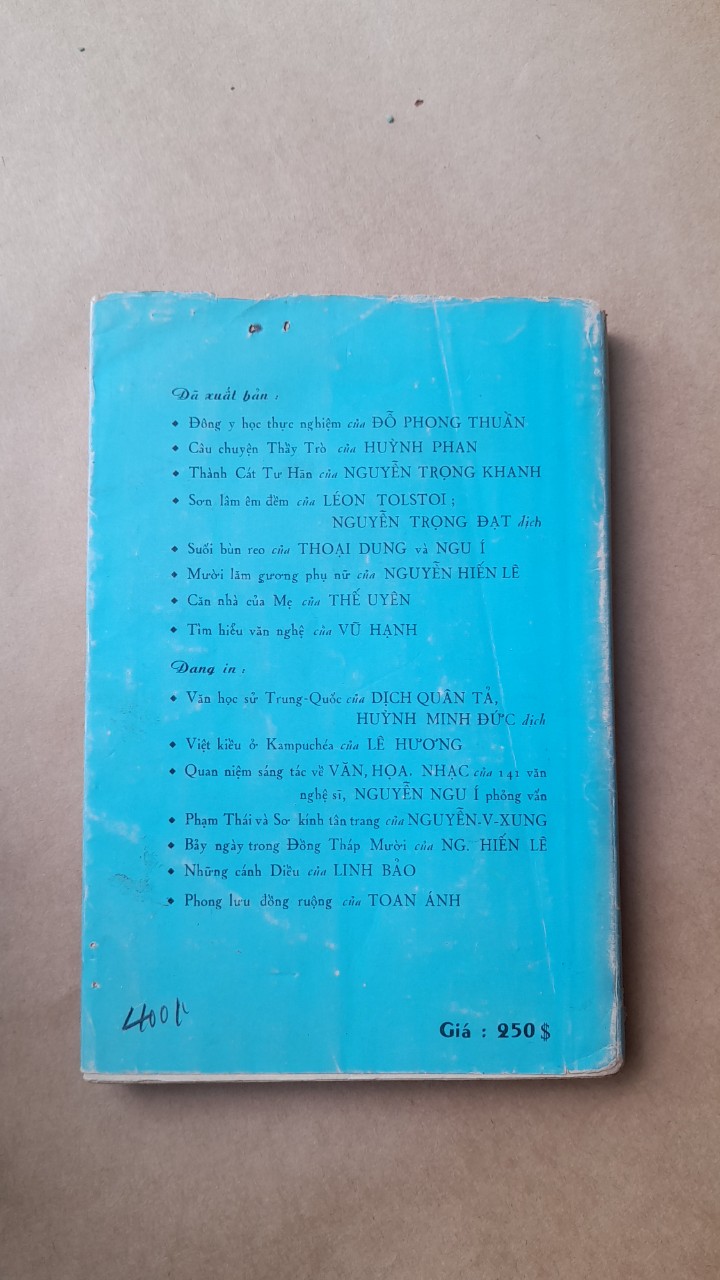 Đã xuất bản :
◆ Đông y học thực nghiệm của ĐỖ PHONG THUẦN
◆ Câu chuyện Thầy Trò của HUỲNH PHAN
◆ Thành Cát Tư Hãn của NGUYỄN TRỌNG KHANH
◆ Sơn lâm êm đềm của LÉON TOLSTOI ;
NGUYỄN TRỌNG ĐẠT dịch
◆ Suối bùn reo của THOẠI DUNG và NGU Í
◆ Mười lăm gương phụ nữ của NGUYỄN HIẾN LÊ
◆ Căn nhà của Mẹ của THẾ UYÊN
◆ Tìm hiểu văn nghệ của VŨ HẠNH
Đang in :
◆ Văn học sử Trung-Quốc của DỊCH QUÂN TẢ,
HUỲNH MINH ĐỨC dịch
◆ Việt kiều ở Kampuchéa của LÊ HƯƠNG
◆ Quan niệm sáng tác về VĂN, HỌA. NHẠC của 141 văn
nghệ sĩ, NGUYỄN NGU Í phỏng vấn
◆ Phạm Thái và Sơ kính tân trang của NGUYỄN-V-XUNG
◆ Bảy ngày trong Đồng Tháp Mười của NG. HIẾN LÊ
◆ Những cánh Diều của LINH BẢO
◆ Phong lưu đồng ruộng của TOAN ÁNH
Giá : 250 $